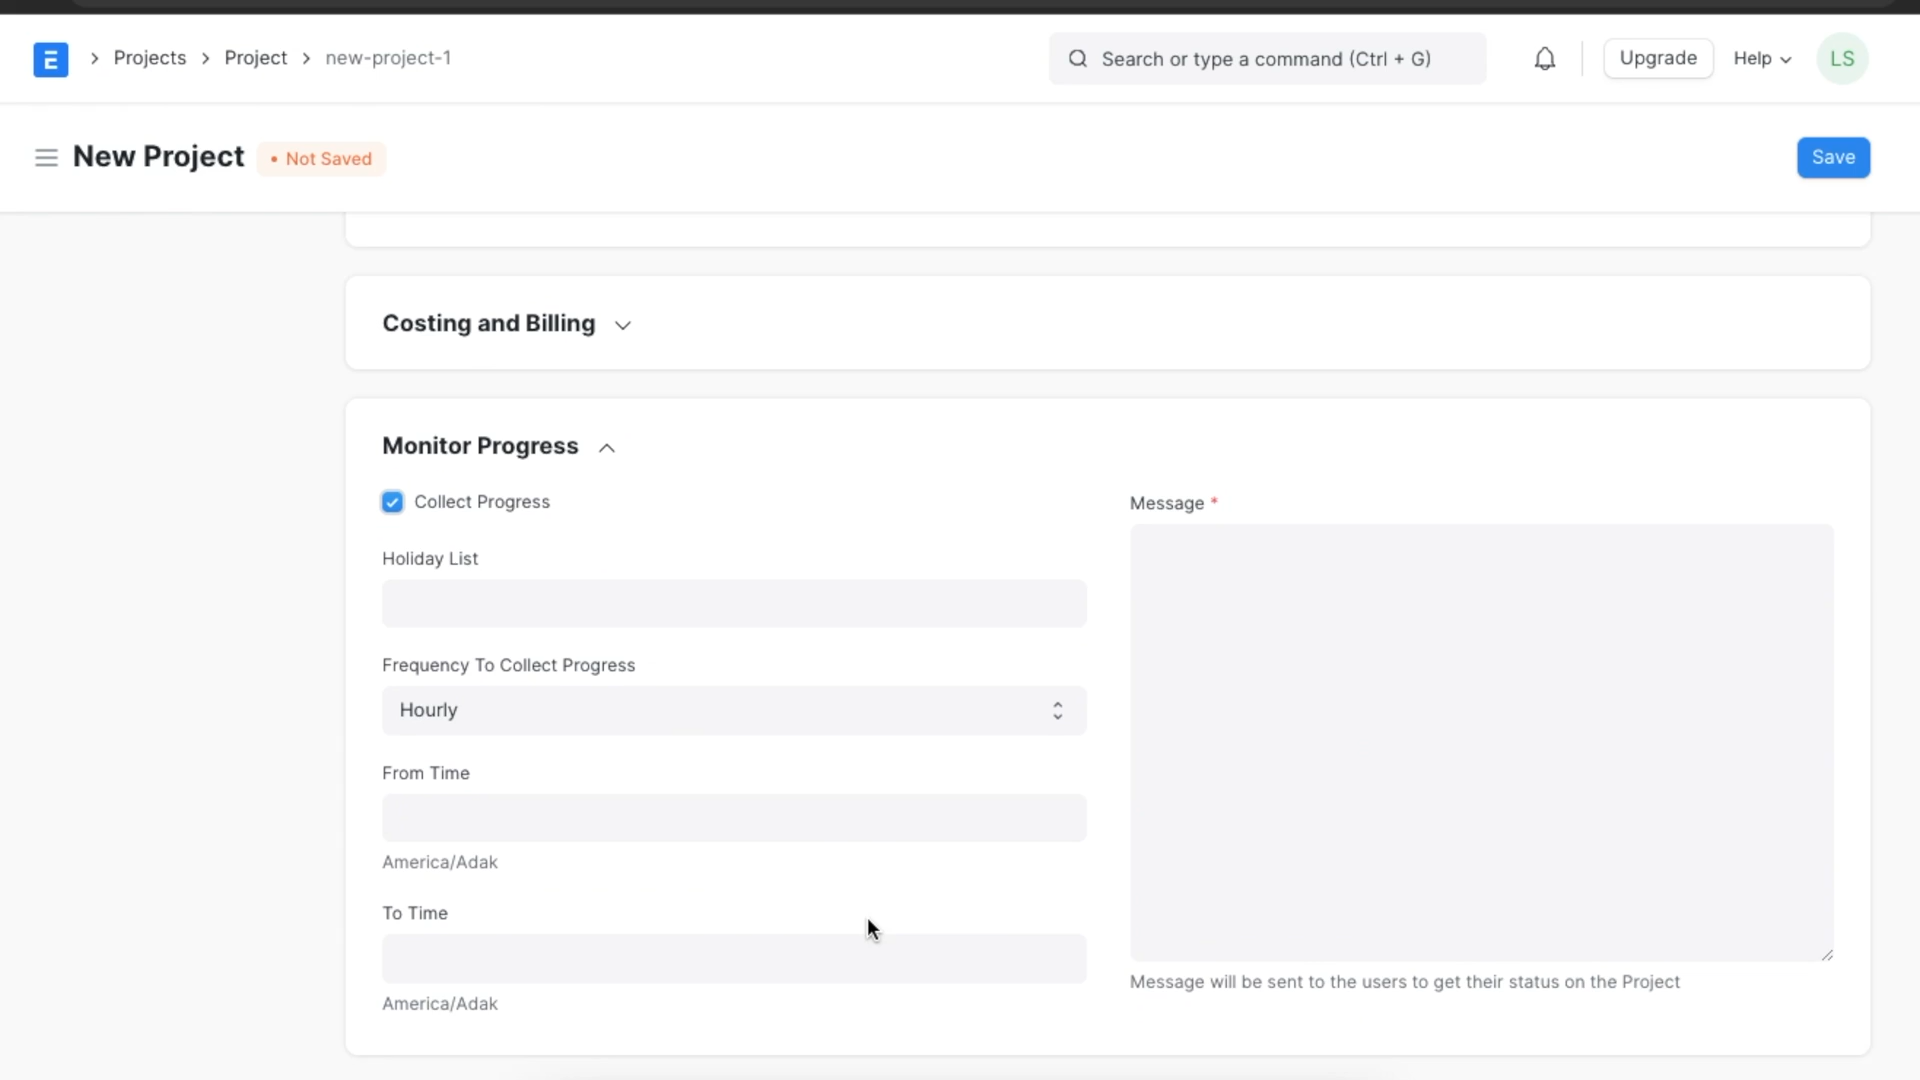 E
Projects
Project
new-project-1
Search or type a command (Ctrl + G)
Upgrade
Help
LS
New Project
• Not Saved
Save
Costing and Billing
Monitor Progress
Collect Progress
Holiday List
Frequency To Collect Progress
Hourly
From Time
America/Adak
To Time
America/Adak
Message *
Message will be sent to the users to get their status on the Project